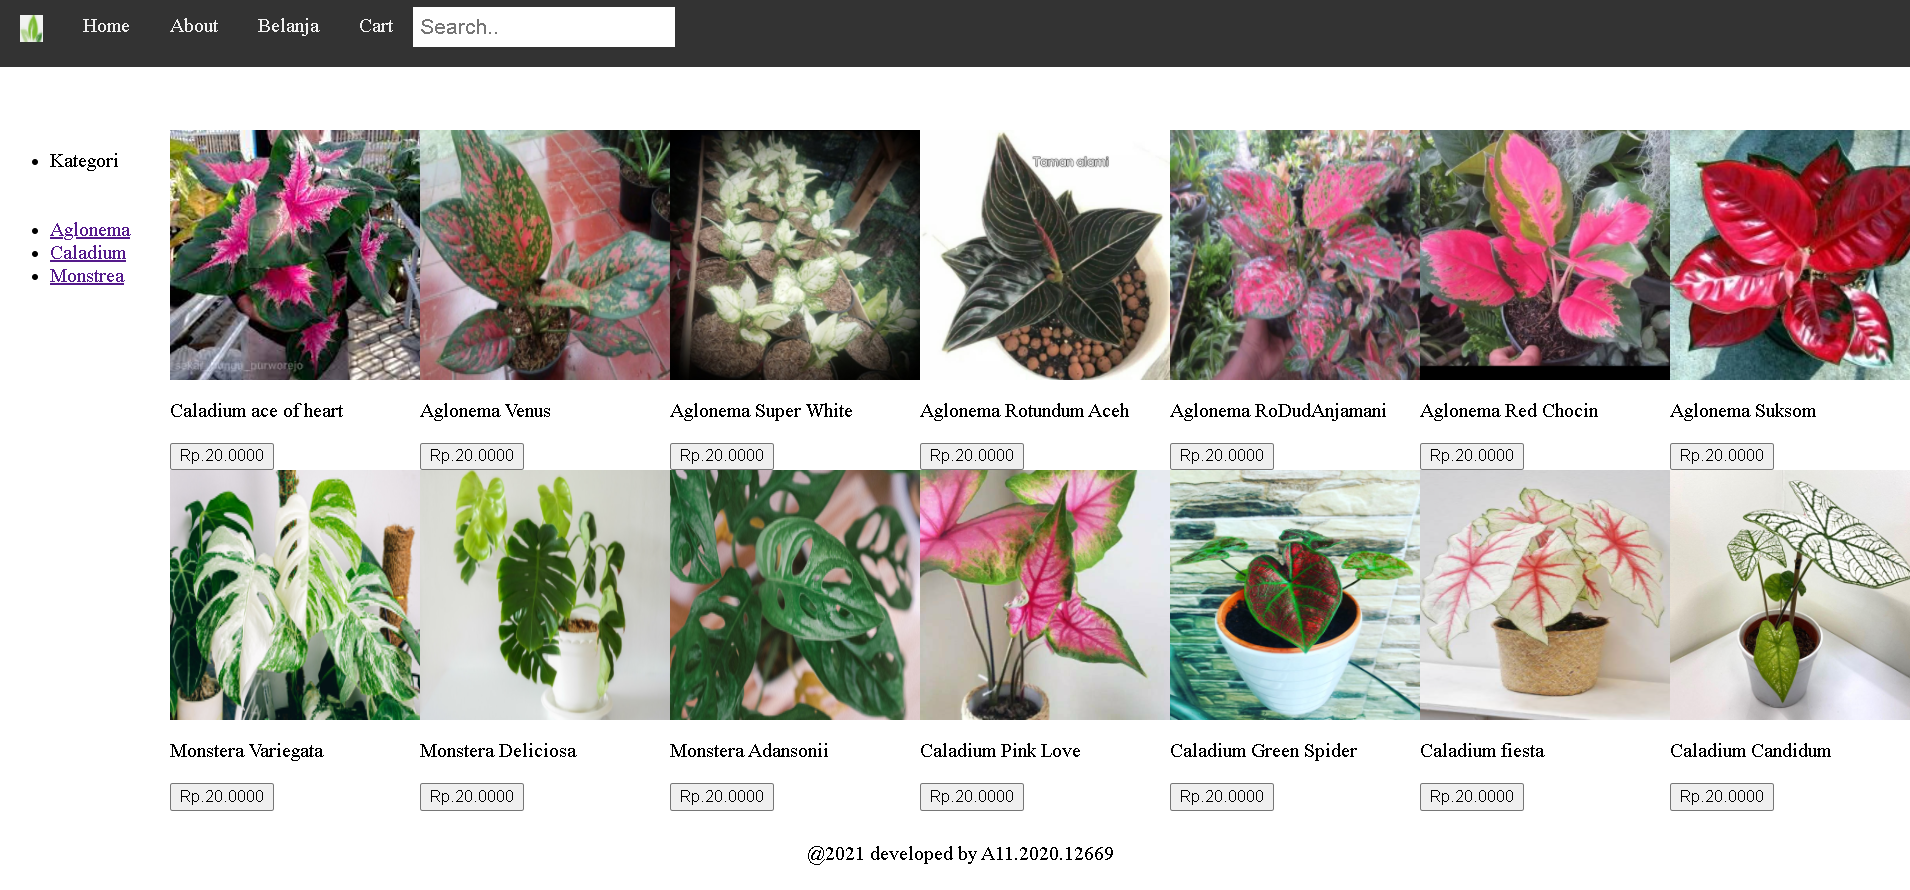 Home About Belanja Cart Search..
Kategori
Aglonema
Caladium
Monstrea
Taman alami
Caladium ace of heart Aglonema Venus Aglonema Super White Aglonema Rotundum Aceh Aglonema RoDudAnjamani Aglonema Red Chocin Aglonema Suksom
Rp.20.0000 Rp.20.0000 Rp.20.0000 Rp.20.0000 Rp.20.0000 Rp.20.0000 Rp.20.0000
Monstera Variegata Monstera Deliciosa Monstera Adansonii Caladium Pink Love Caladium Green Spider Caladium fiesta Caladium Candidum
Rp.20.0000 Rp.20.0000 Rp.20.0000 Rp.20.0000 Rp.20.0000 Rp.20.0000 Rp.20.0000
@2021 developed by A11.2020.12669